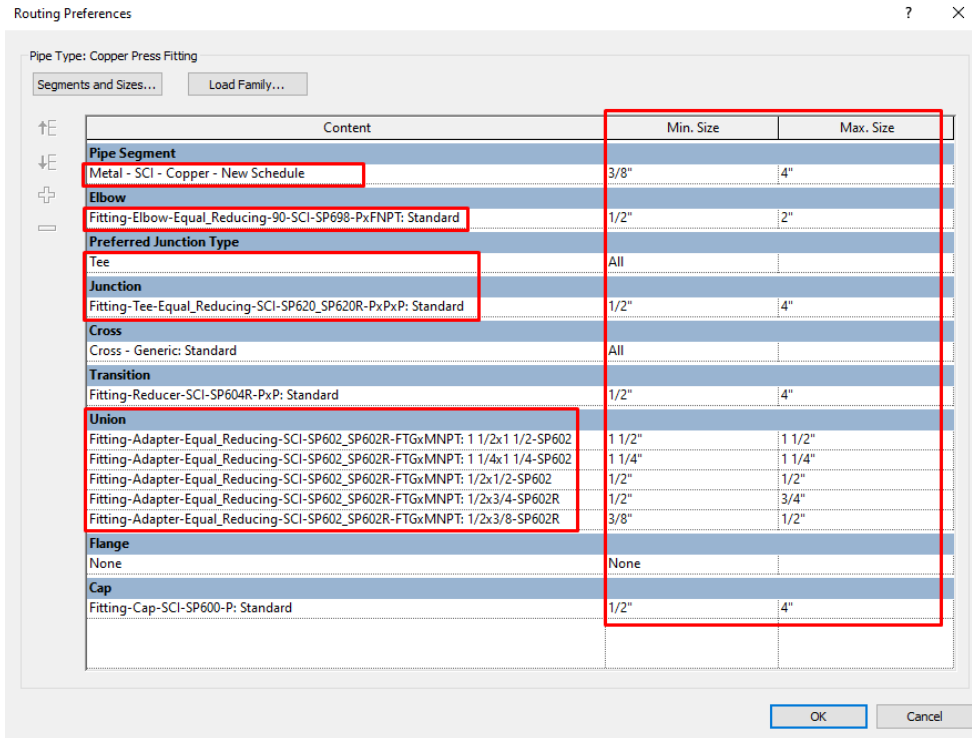 Routing Preferences ? ×
Pipe Type: Copper Press Fitting
Segments and Sizes... Load Family...
Content Min. Size Max. Size
Pipe Segment
Metal - SCI - Copper - New Schedule 3/8" 4"
Elbow
Fitting-Elbow-Equal_Reducing-90-SCI-SP698-PxFNPT: Standard 1/2" 2"
Preferred Junction Type
Tee All
Junction
Fitting-Tee-Equal_Reducing-SCI-SP620_SP620R-PxPxP: Standard 1/2" 4"
Cross
Cross - Generic: Standard All
Transition
Fitting-Reducer-SCI-SP604R-PxP: Standard 1/2" 4"
Union
Fitting-Adapter-Equal_Reducing-SCI-SP602_SP602R-FTGxMNPT: 1 1/2x1 1/2-SP602 1 1/2" 1 1/2"
Fitting-Adapter-Equal_Reducing-SCI-SP602_SP602R-FTGxMNPT: 1 1/4x1 1/4-SP602 1 1/4" 1 1/4"
Fitting-Adapter-Equal_Reducing-SCI-SP602_SP602R-FTGxMNPT: 1/2x1/2-SP602 1/2" 1/2"
Fitting-Adapter-Equal_Reducing-SCI-SP602_SP602R-FTGxMNPT: 1/2x3/4-SP602R 1/2" 3/4"
Fitting-Adapter-Equal_Reducing-SCI-SP602_SP602R-FTGxMNPT: 1/2x3/8-SP602R 3/8" 1/2"
Flange
None None
Cap
Fitting-Cap-SCI-SP600-P: Standard 1/2" 4"
OK Cancel